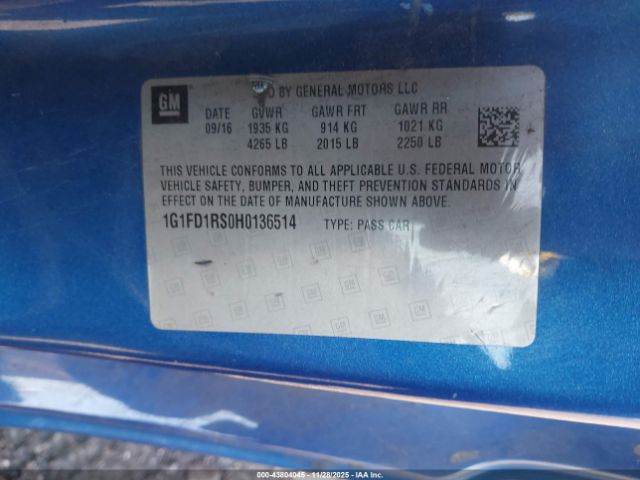 GM
D BY GENERAL MOTORS LLC
DATE GVWR GAWR FRT GAWR RR
09/16 1935 KG 914 KG 1021 KG
4265 LB 2015 LB 2250 LB
THIS VEHICLE CONFORMS TO ALL APPLICABLE U.S. FEDERAL MOTOR
VEHICLE SAFETY, BUMPER, AND THEFT PREVENTION STANDARDS IN
EFFECT ON THE DATE OF MANUFACTURE SHOWN ABOVE.
1G1FD1RS0H0136514 TYPE: PASS CAR
000-43804045 - 11/28/2025 - IAAI.COM